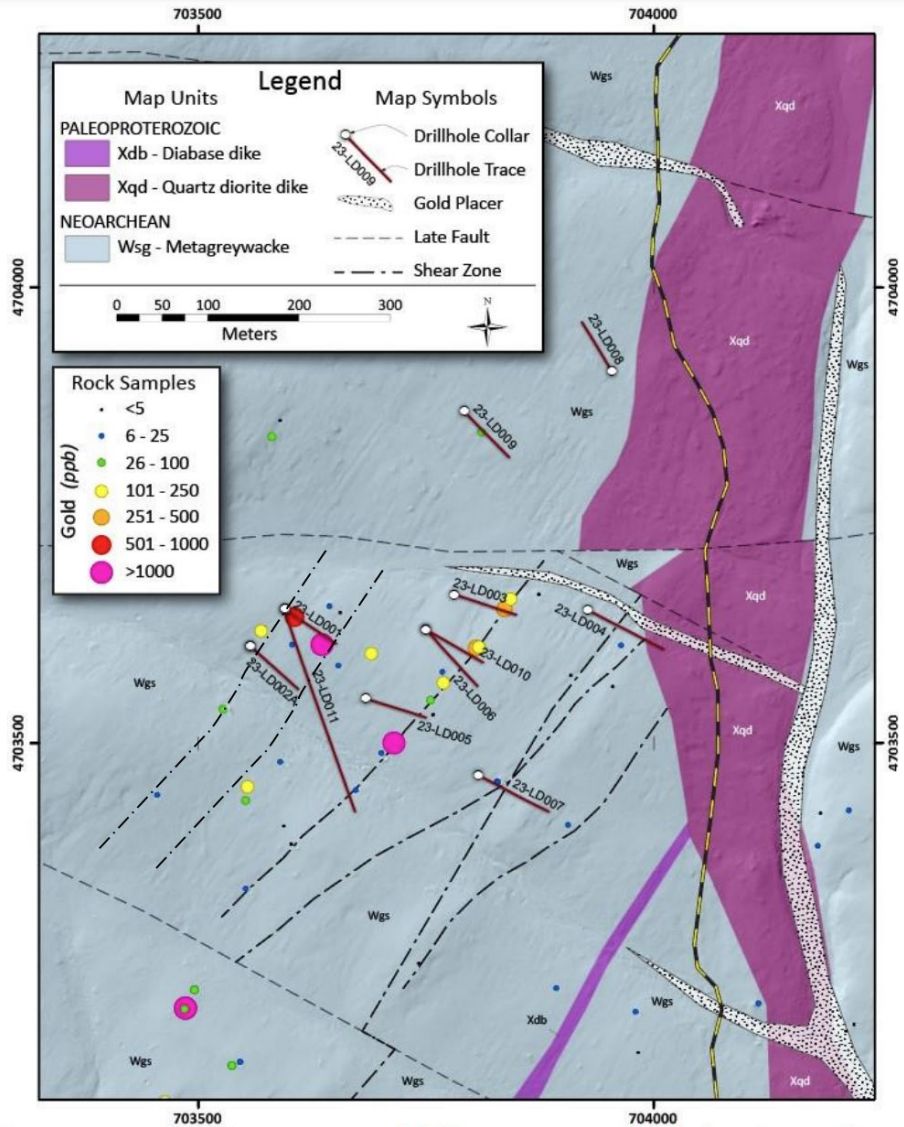 703500
704000
Legend
Map Units
Map Symbols
PALEOPROTEROZOIC
Xdb - Diabase dike
Xqd - Quartz diorite dike
NEOARCHEAN
Wsg - Metagreywacke
23-LD009
Drillhole Collar
Drillhole Trace
Gold Placer
Late Fault
Shear Zone
0 50 100 200 300
Meters
N
Rock Samples
Gold (ppb)
<5
6 - 25
26 - 100
101 - 250
251 - 500
501 - 1000
>1000
Wgs
Xqd
4704000
4704000
23-LD008
Xqd
Wgs
Wgs
23-LD009
Wgs
23-LD003
Xqd
23-LD001
23-LD004
23-LD010
23-LD002A
Wgs
23-LD011
23-LD006
23-LD005
Xqd
Wgs
4703500
4703500
23-LD007
Wgs
Wgs
Xdb
Wgs
Wgs
Xqd
703500
704000